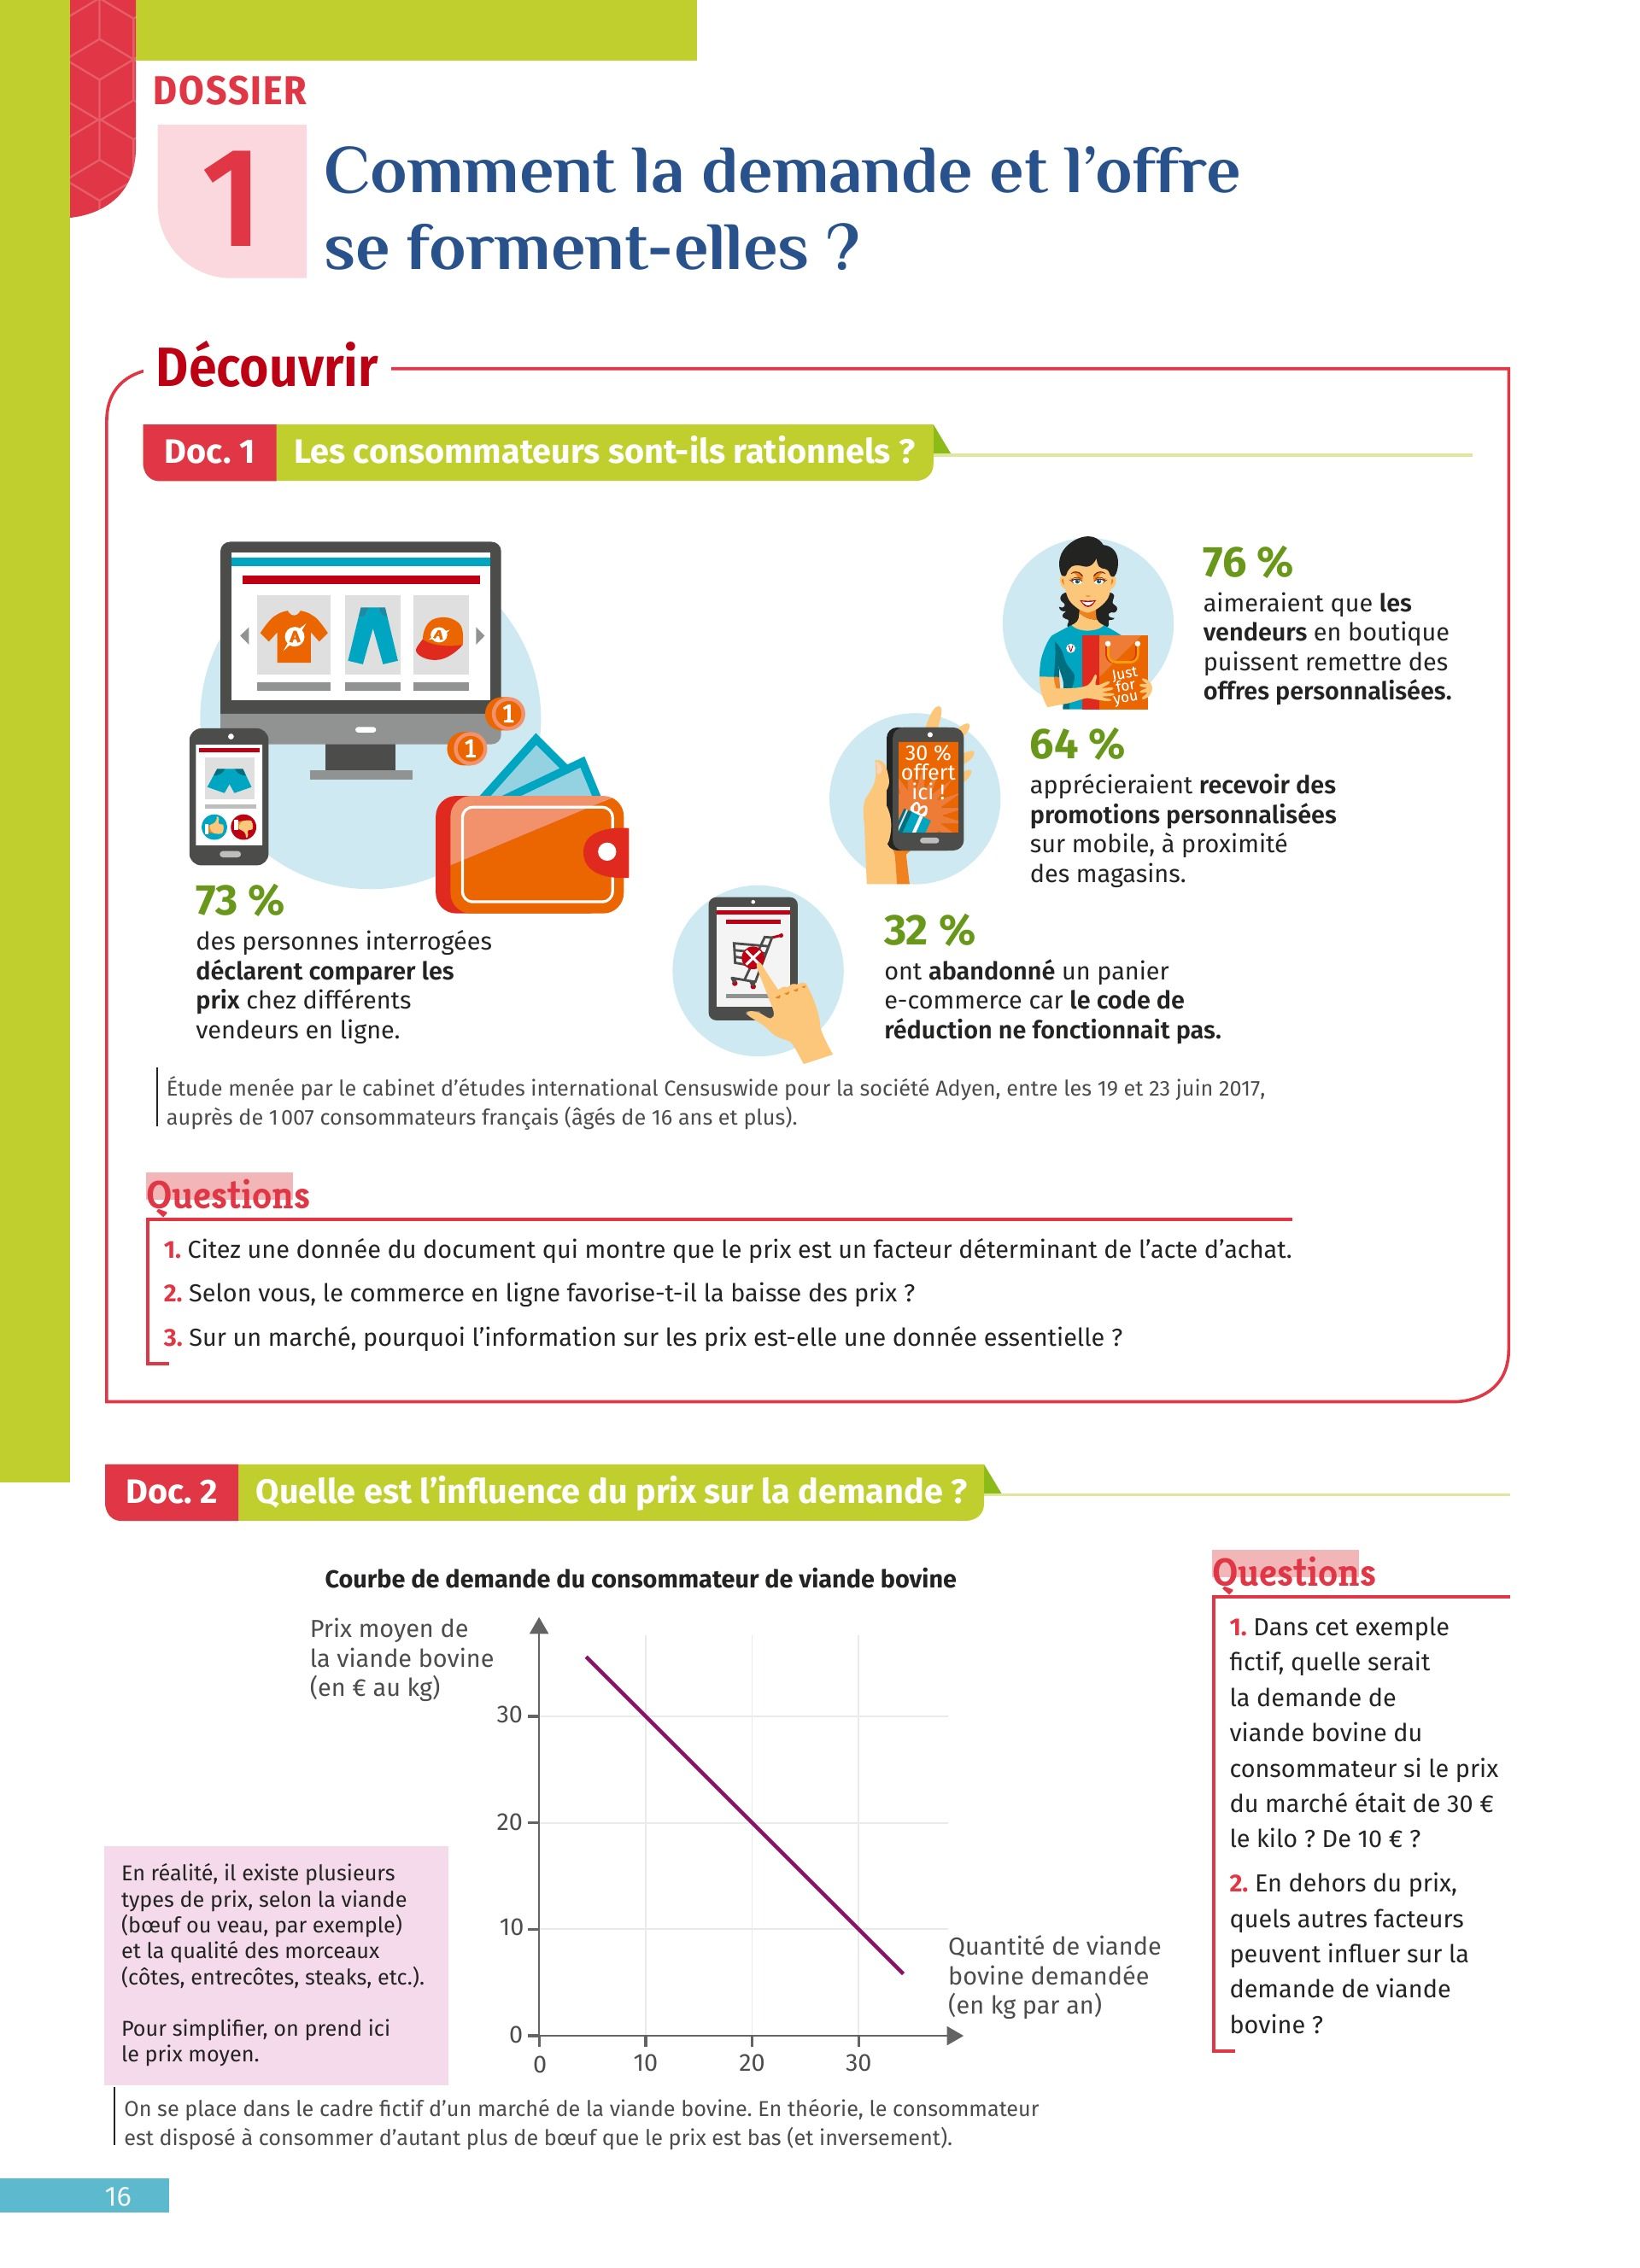 DOSSIER
1
Comment la demande et l'offre
se forment-elles ?
Découvrir
Doc. 1 Les consommateurs sont-ils rationnels ?
A
A
1
1
73 %
des personnes interrogées
déclarent comparer les
prix chez différents
vendeurs en ligne.
V
Just
for
you
76 %
aimeraient que les
vendeurs en boutique
puissent remettre des
offres personnalisées.
30 %
offert
ici !
64 %
apprécieraient recevoir des
promotions personnalisées
sur mobile, à proximité
des magasins.
32 %
ont abandonné un panier
e-commerce car le code de
réduction ne fonctionnait pas.
Étude menée par le cabinet d'études international Censuswide pour la société Adyen, entre les 19 et 23 juin 2017,
auprès de 1 007 consommateurs français (âgés de 16 ans et plus).
Questions
1. Citez une donnée du document qui montre que le prix est un facteur déterminant de l'acte d'achat.
2. Selon vous, le commerce en ligne favorise-t-il la baisse des prix ?
3. Sur un marché, pourquoi l'information sur les prix est-elle une donnée essentielle ?
Doc. 2 Quelle est l'influence du prix sur la demande ?
Courbe de demande du consommateur de viande bovine
Prix moyen de
la viande bovine
(en € au kg)
30
20
10
0
0 10 20 30
Quantité de viande
bovine demandée
(en kg par an)
En réalité, il existe plusieurs
types de prix, selon la viande
(bœuf ou veau, par exemple)
et la qualité des morceaux
(côtes, entrecôtes, steaks, etc.).
Pour simplifier, on prend ici
le prix moyen.
On se place dans le cadre fictif d'un marché de la viande bovine. En théorie, le consommateur
est disposé à consommer d'autant plus de bœuf que le prix est bas (et inversement).
Questions
1. Dans cet exemple
fictif, quelle serait
la demande de
viande bovine du
consommateur si le prix
du marché était de 30 €
le kilo ? De 10 € ?
2. En dehors du prix,
quels autres facteurs
peuvent influer sur la
demande de viande
bovine ?
16